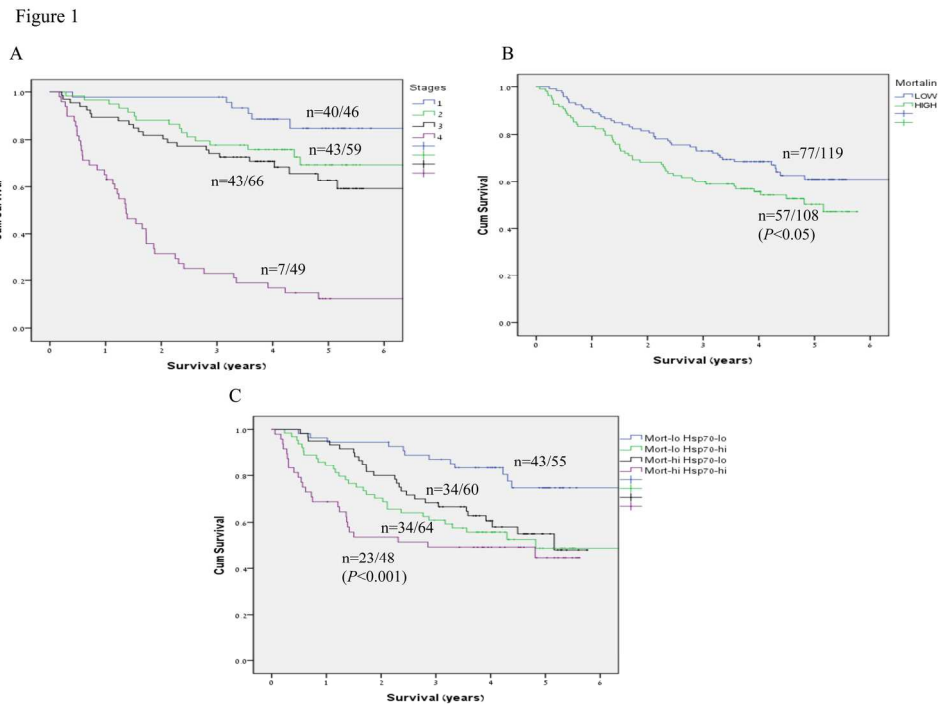 Figure 1
A
Stages
1
2
3
4
1.0
0.8
0.6
0.4
0.2
0.0
Cum Survival
n=40/46
n=43/59
n=43/66
n=7/49
0 1 2 3 4 5 6
Survival (years)
B
Mortalin
LOW
HIGH
1.0
0.8
0.6
0.4
0.2
0.0
Cum Survival
n=77/119
n=57/108
(P<0.05)
0 1 2 3 4 5 6
Survival (years)
C
Mort-lo Hsp70-lo
Mort-lo Hsp70-hi
Mort-hi Hsp70-lo
Mort-hi Hsp70-hi
1.0
0.8
0.6
0.4
0.2
0.0
Cum Survival
n=43/55
n=34/60
n=34/64
n=23/48
(P<0.001)
0 1 2 3 4 5 6
Survival (years)